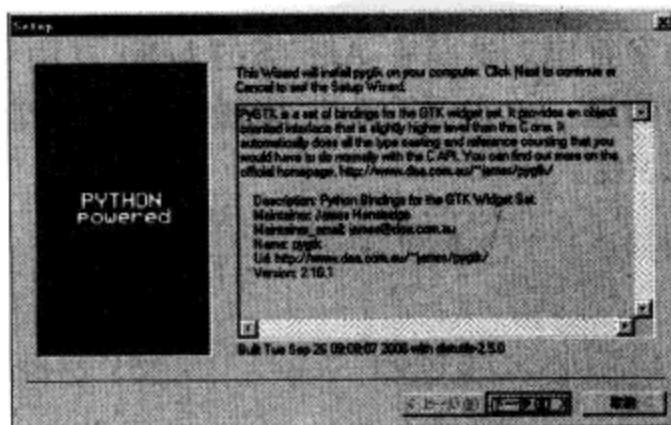 Setup
This Wizard will install pygtk on your computer. Click Next to continue or
Cancel to exit the Setup Wizard.
PyGTK is a set of bindings for the GTK widget set. It provides an object
oriented interface that is slightly higher level than the C one. It
automatically does all the type casting and reference counting that you
would have to do normally with the C API. You can find out more on the
official homepage, http://www.daa.com.au/~james/pygtk/
Description: Python Bindings for the GTK Widget Set.
Maintainer: James Henstridge
Maintainer_email: james@daa.com.au
Name: pygtk
Url: http://www.daa.com.au/~james/pygtk/
Version: 2.10.1
PYTHON
powered
Built Tue Sep 26 09:08:07 2006 with distutils-2.5.0
取消